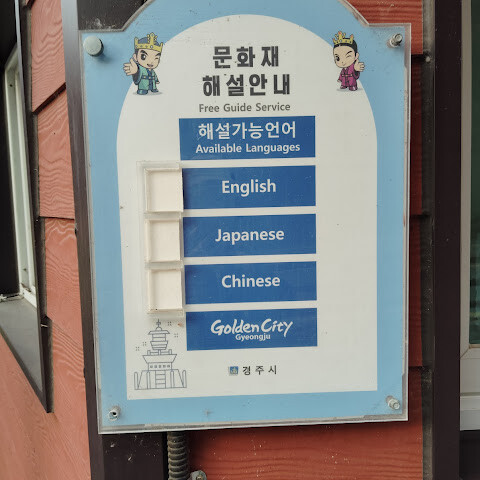 문화재
해설안내
Free Guide Service
해설가능언어
Available Languages
English
Japanese
Chinese
Golden City
Gyeongju
경주시